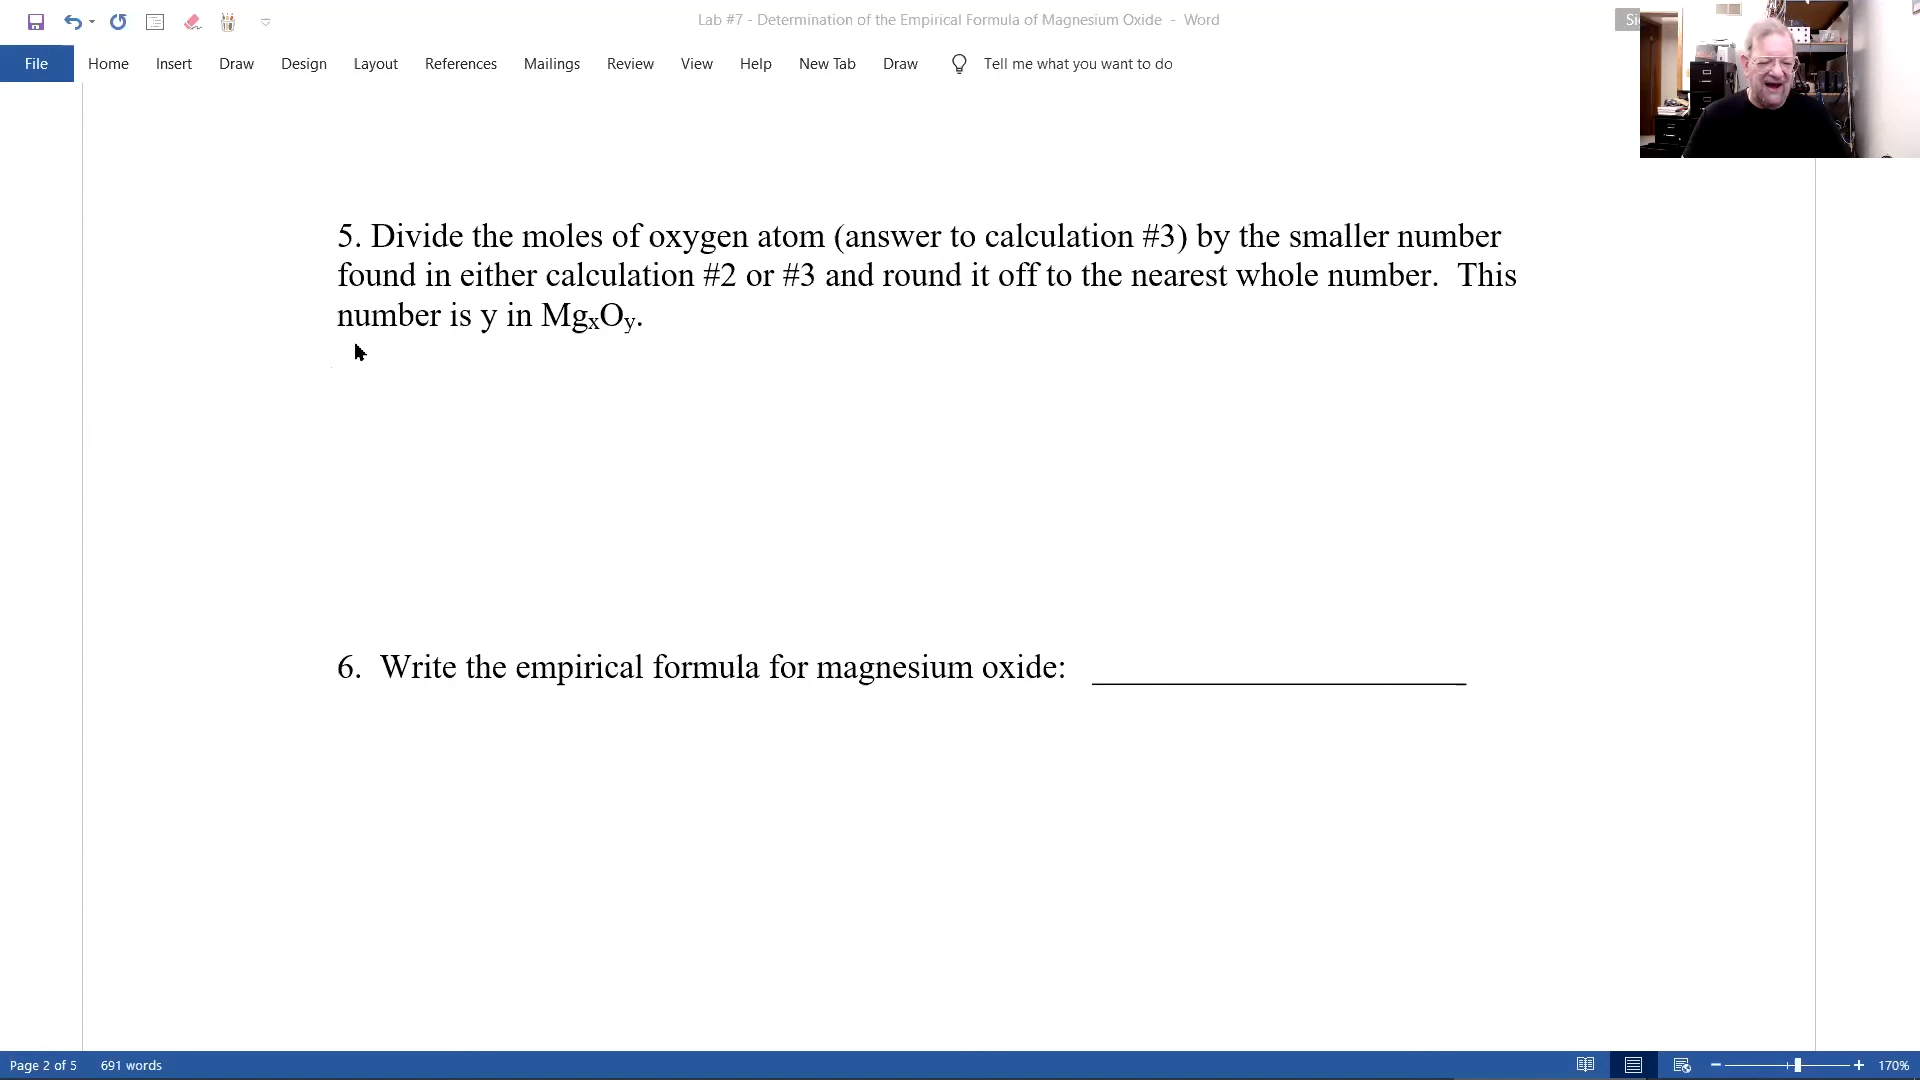 Lab #7 - Determination of the Empirical Formula of Magnesium Oxide - Word
Si
File Home Insert Draw Design Layout References Mailings Review View Help New Tab Draw Tell me what you want to do
5. Divide the moles of oxygen atom (answer to calculation #3) by the smaller number
found in either calculation #2 or #3 and round it off to the nearest whole number. This
number is y in MgxOy.
6. Write the empirical formula for magnesium oxide: ____________________
Page 2 of 5 691 words 170%